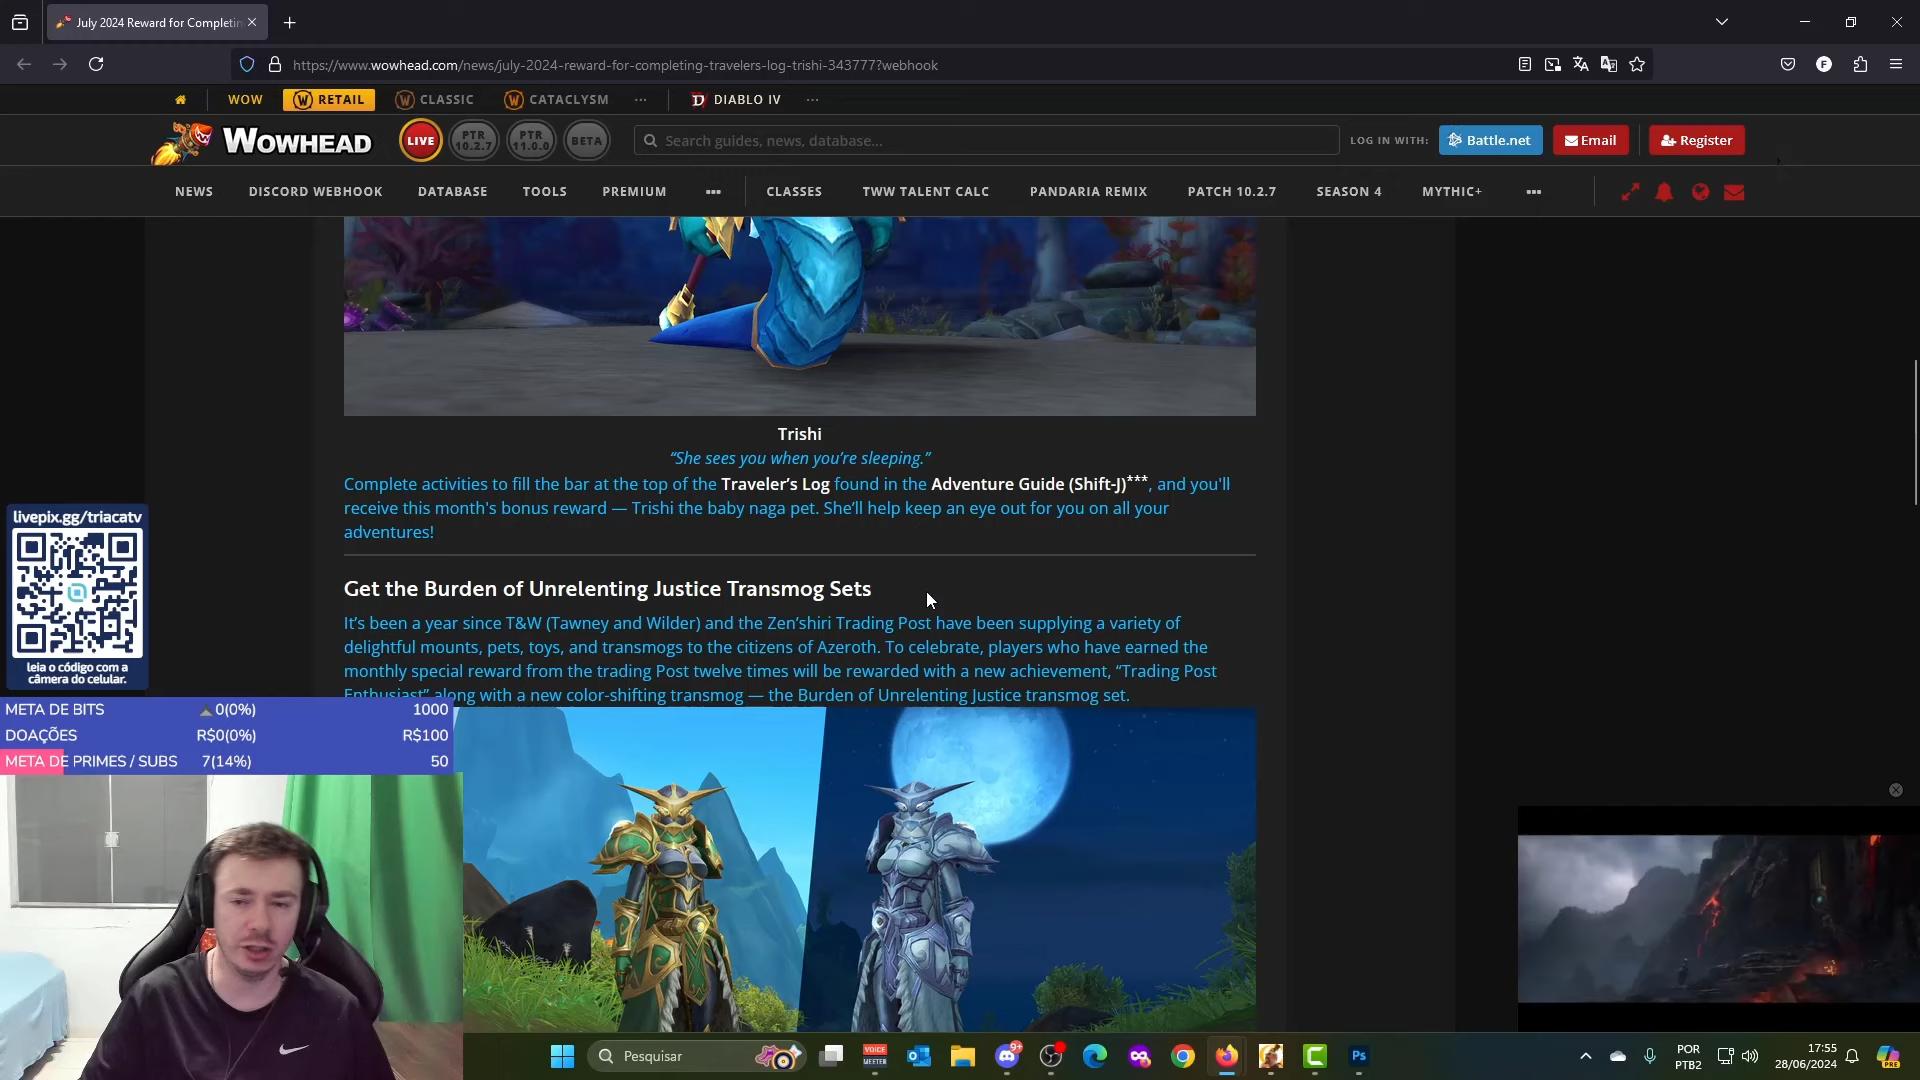 July 2024 Reward for Completin
https://www.wowhead.com/news/july-2024-reward-for-completing-travelers-log-trishi-343777?webhook
WOW
RETAIL
CLASSIC
CATACLYSM
...
DIABLO IV
...
WOWHEAD
LIVE
PTR
10.2.7
PTR
11.0.0
BETA
Search guides, news, database...
LOG IN WITH:
Battle.net
Email
Register
NEWS
DISCORD WEBHOOK
DATABASE
TOOLS
PREMIUM
CLASSES
TWW TALENT CALC
PANDARIA REMIX
PATCH 10.2.7
SEASON 4
MYTHIC+
Trishi
“She sees you when you’re sleeping.”
Complete activities to fill the bar at the top of the Traveler’s Log found in the Adventure Guide (Shift-J)***, and you'll
receive this month's bonus reward — Trishi the baby naga pet. She’ll help keep an eye out for you on all your
adventures!
Get the Burden of Unrelenting Justice Transmog Sets
It’s been a year since T&W (Tawney and Wilder) and the Zen’shiri Trading Post have been supplying a variety of
delightful mounts, pets, toys, and transmogs to the citizens of Azeroth. To celebrate, players who have earned the
monthly special reward from the trading Post twelve times will be rewarded with a new achievement, “Trading Post
Enthusiast” along with a new color-shifting transmog — the Burden of Unrelenting Justice transmog set.
livepix.gg/triacatv
leia o código com a
câmera do celular.
META DE BITS 0(0%) 1000
DOAÇÕES R$0(0%) R$100
META DE PRIMES / SUBS 7(14%) 50
Pesquisar
VOICE
MEETER
9+
Ps
POR
PTB2
17:55
28/06/2024
PRE